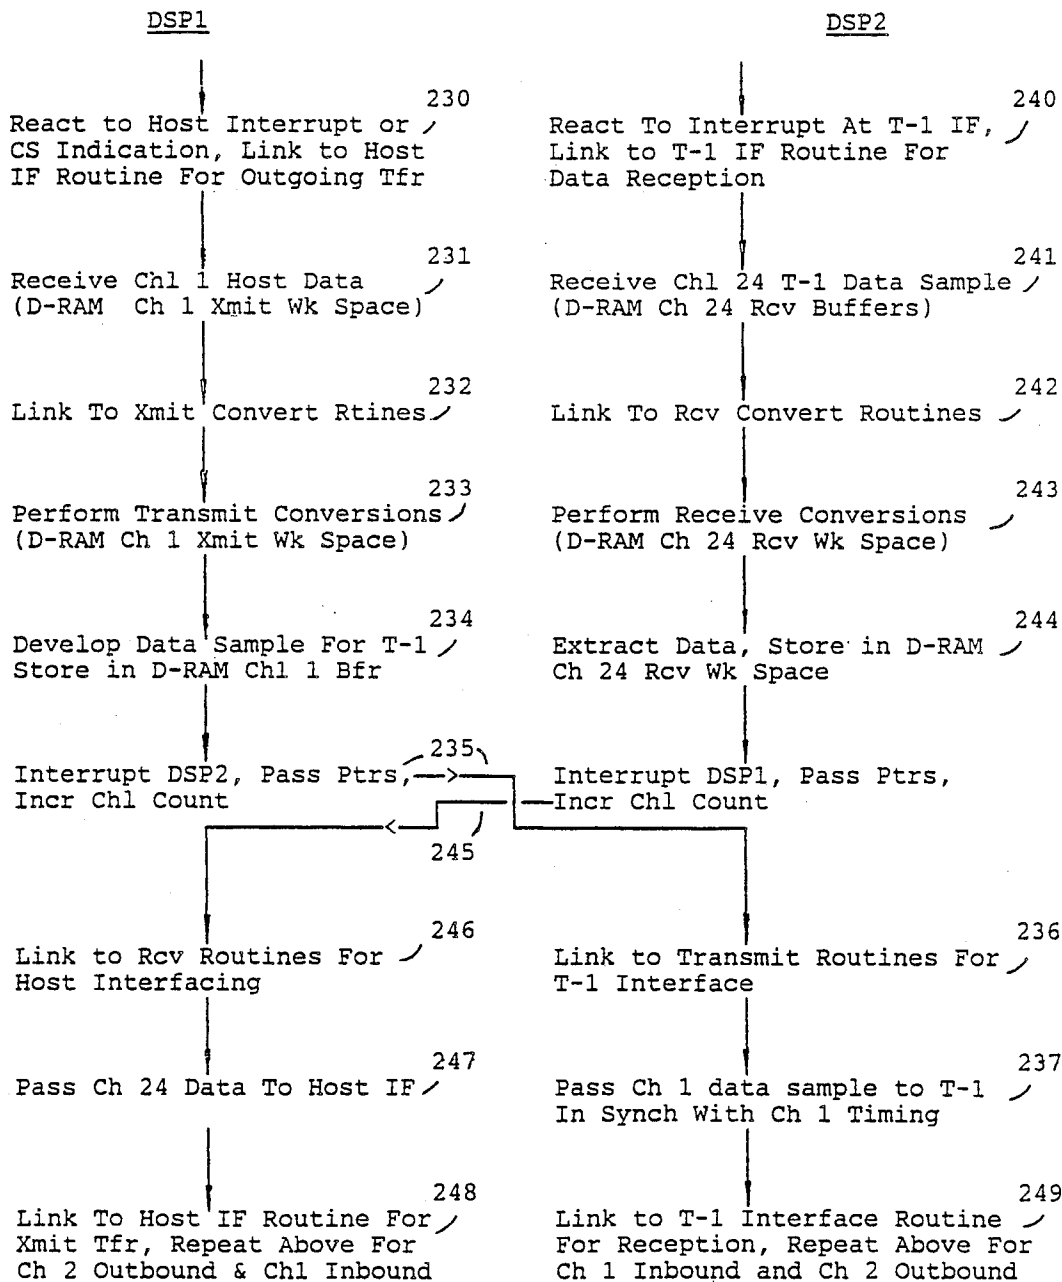 DSP1
230
React to Host Interrupt or
CS Indication, Link to Host
IF Routine For Outgoing Tfr
231
Receive Chl 1 Host Data
(D-RAM Ch 1 Xmit Wk Space)
232
Link To Xmit Convert Rtines
233
Perform Transmit Conversions
(D-RAM Ch 1 Xmit Wk Space)
234
Develop Data Sample For T-1
Store in D-RAM Chl 1 Bfr
235
Interrupt DSP2, Pass Ptrs,
Incr Chl Count
245
246
Link to Rcv Routines For
Host Interfacing
247
Pass Ch 24 Data To Host IF
248
Link To Host IF Routine For
Xmit Tfr, Repeat Above For
Ch 2 Outbound & Ch1 Inbound
DSP2
240
React To Interrupt At T-1 IF,
Link to T-1 IF Routine For
Data Reception
241
Receive Chl 24 T-1 Data Sample
(D-RAM Ch 24 Rcv Buffers)
242
Link To Rcv Convert Routines
243
Perform Receive Conversions
(D-RAM Ch 24 Rcv Wk Space)
244
Extract Data, Store in D-RAM
Ch 24 Rcv Wk Space
Interrupt DSP1, Pass Ptrs,
Incr Chl Count
236
Link to Transmit Routines For
T-1 Interface
237
Pass Ch 1 data sample to T-1
In Synch With Ch 1 Timing
249
Link to T-1 Interface Routine
For Reception, Repeat Above For
Ch 1 Inbound and Ch 2 Outbound